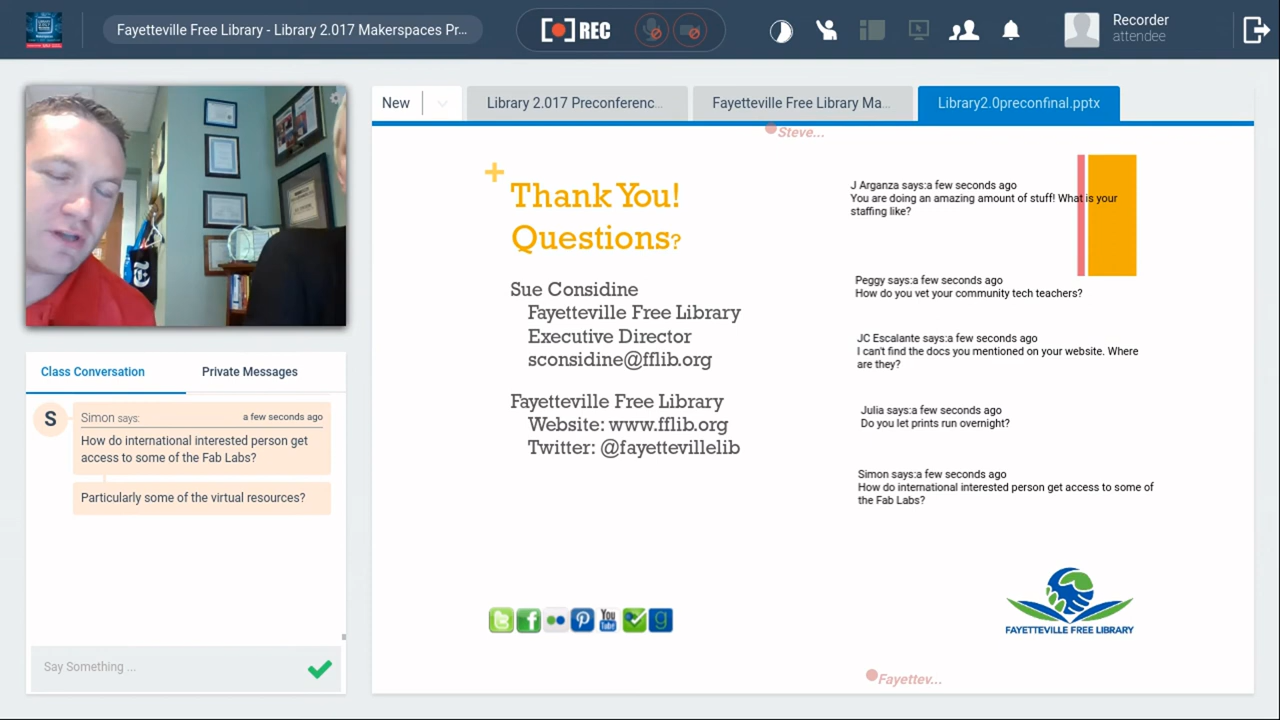 Fayetteville Free Library - Library 2.017 Makerspaces Pr...
REC
Recorder
attendee
New
Library 2.017 Preconferenc...
Fayetteville Free Library Ma...
Library2.0preconfinal.pptx
Steve...
Thank You!
Questions?
Sue Considine
Fayetteville Free Library
Executive Director
sconsidine@fflib.org
Fayetteville Free Library
Website: www.fflib.org
Twitter: @fayettevillelib
J Arganza says:a few seconds ago
You are doing an amazing amount of stuff! What is your
staffing like?
Peggy says:a few seconds ago
How do you vet your community tech teachers?
JC Escalante says:a few seconds ago
I can't find the docs you mentioned on your website. Where
are they?
Julia says:a few seconds ago
Do you let prints run overnight?
Simon says:a few seconds ago
How do international interested person get access to some of
the Fab Labs?
You
Tube
FAYETTEVILLE FREE LIBRARY
Fayettev...
Class Conversation
Private Messages
S
Simon says:
a few seconds ago
How do international interested person get
access to some of the Fab Labs?
Particularly some of the virtual resources?
Say Something ...